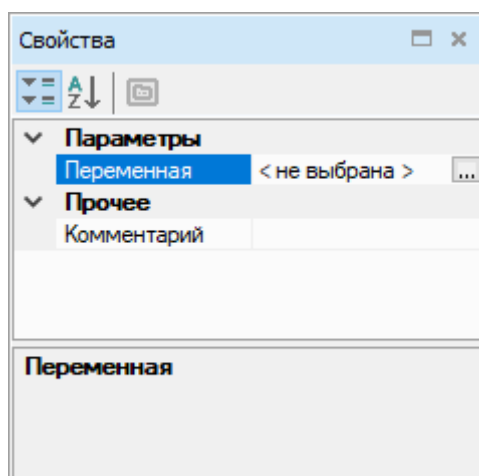 Свойства
Параметры
Переменная < не выбрана > ...
Прочее
Комментарий
Переменная